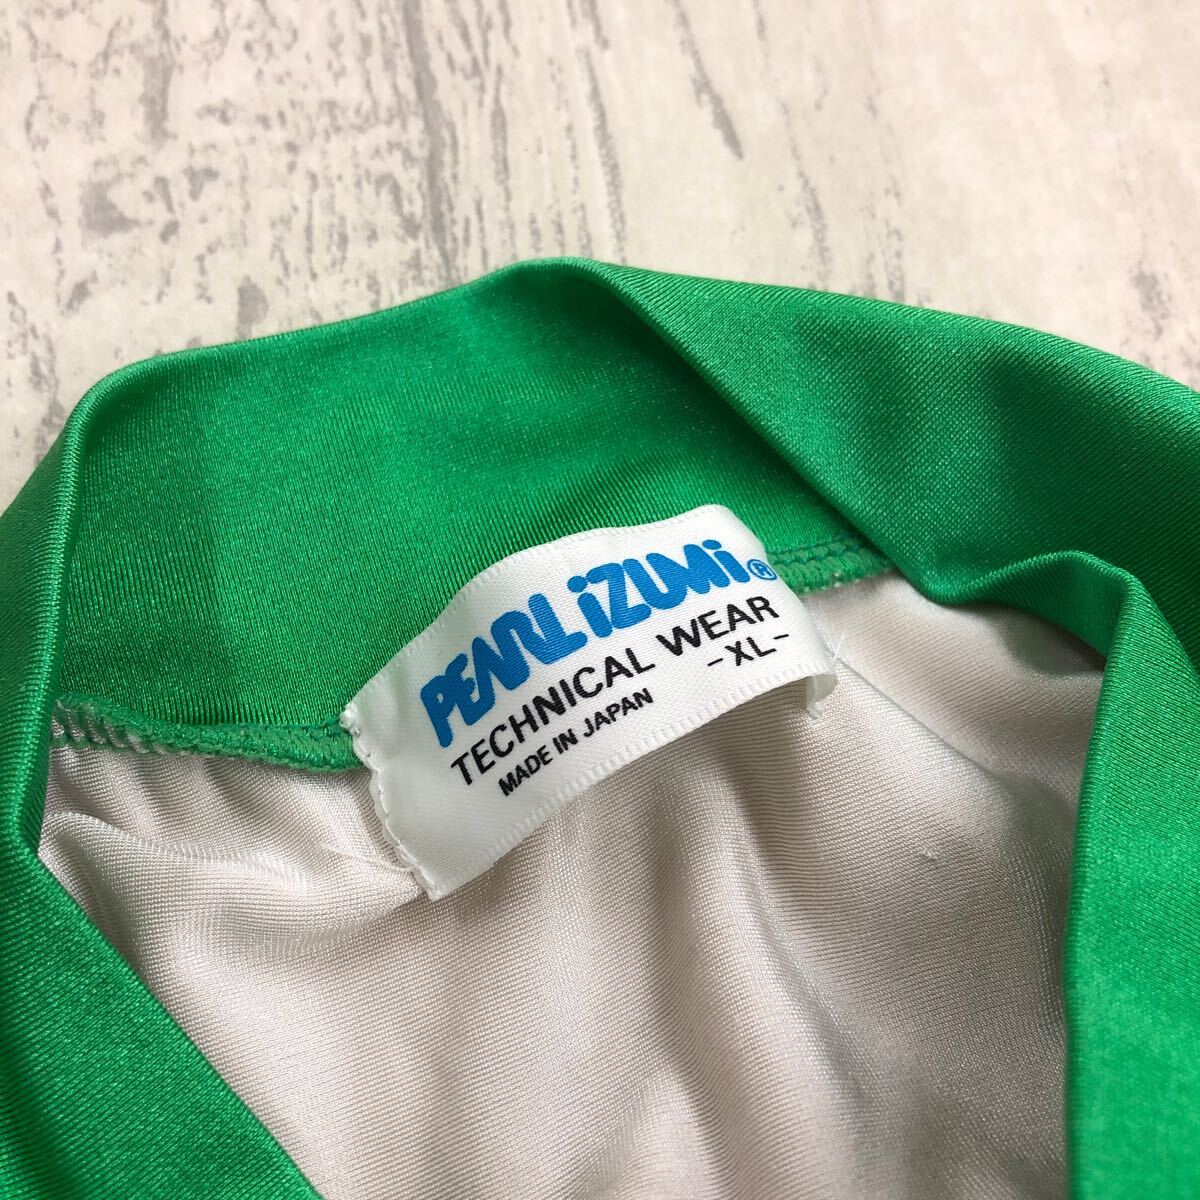 PEARL iZUMi®
TECHNICAL WEAR
-XL-
MADE IN JAPAN